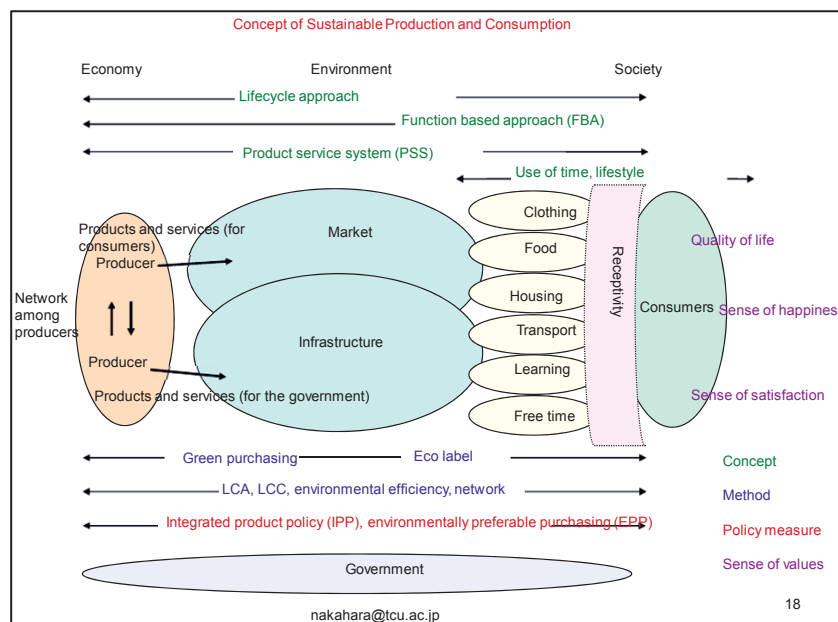 Concept of Sustainable Production and Consumption
Economy
Environment
Society
Lifecycle approach
Function based approach (FBA)
Product service system (PSS)
Use of time, lifestyle
Products and services (for
consumers)
Producer
Network
among
producers
Producer
Products and services (for the government)
Market
Infrastructure
Clothing
Food
Housing
Transport
Learning
Free time
Receptivity
Consumers
Quality of life
Sense of happines
Sense of satisfaction
Green purchasing
Eco label
LCA, LCC, environmental efficiency, network
Integrated product policy (IPP), environmentally preferable purchasing (EPP)
Concept
Method
Policy measure
Sense of values
Government
nakahara@tcu.ac.jp
18